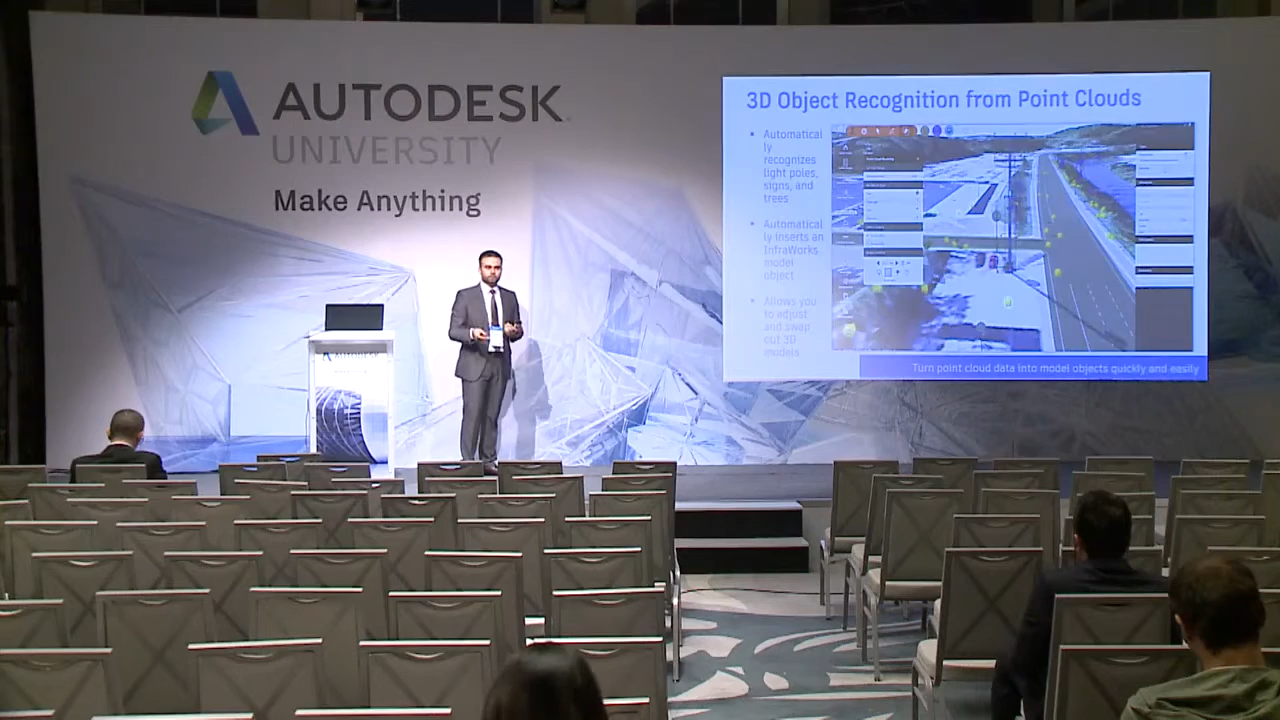 AUTODESK
UNIVERSITY
Make Anything
3D Object Recognition from Point Clouds
Automatical
ly
recognizes
light poles,
signs, and
trees
Automatical
ly inserts an
InfraWorks
model
object
Allows you
to adjust
and swap
out 3D
models
Turn point cloud data into model objects quickly and easily
AUTODESK